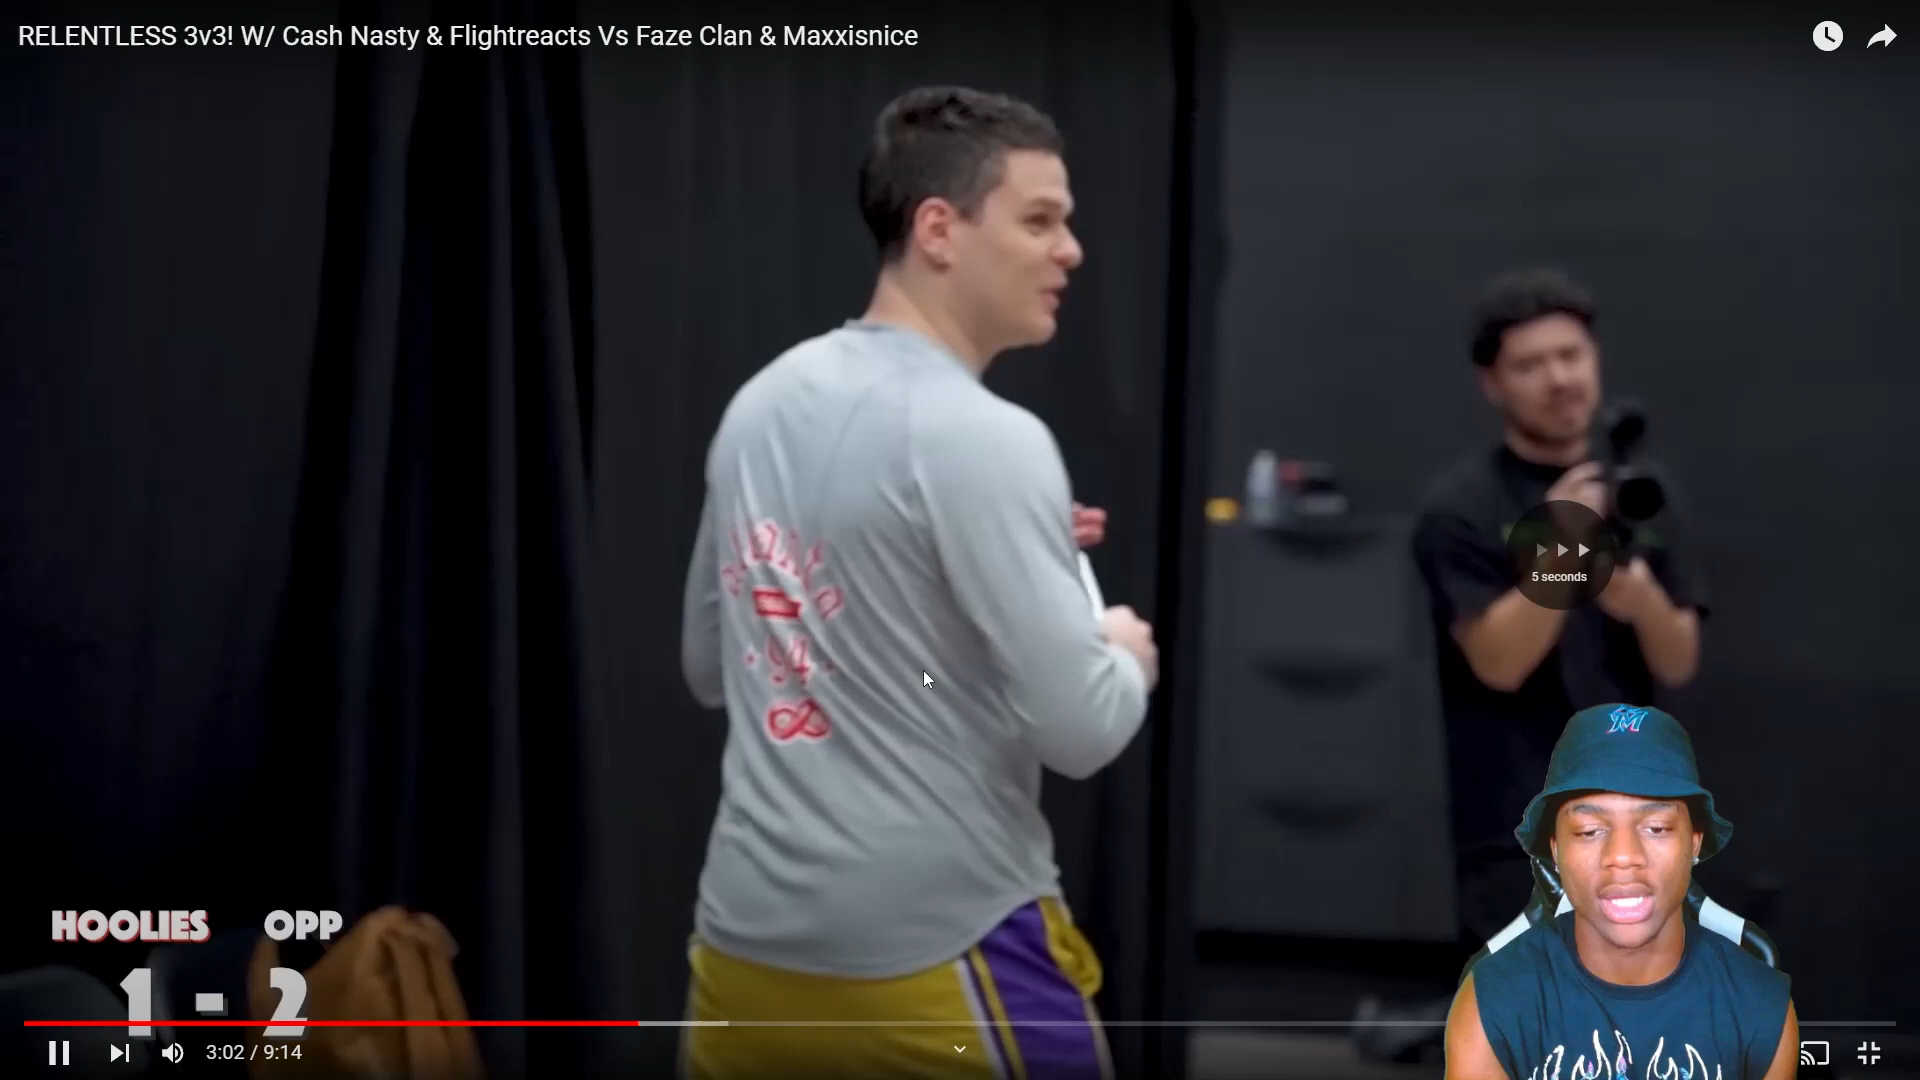 RELENTLESS 3v3! W/ Cash Nasty & Flightreacts Vs Faze Clan & Maxxisnice
5 seconds
94
M
HOOLIES OPP
1 - 2
3:02 / 9:14